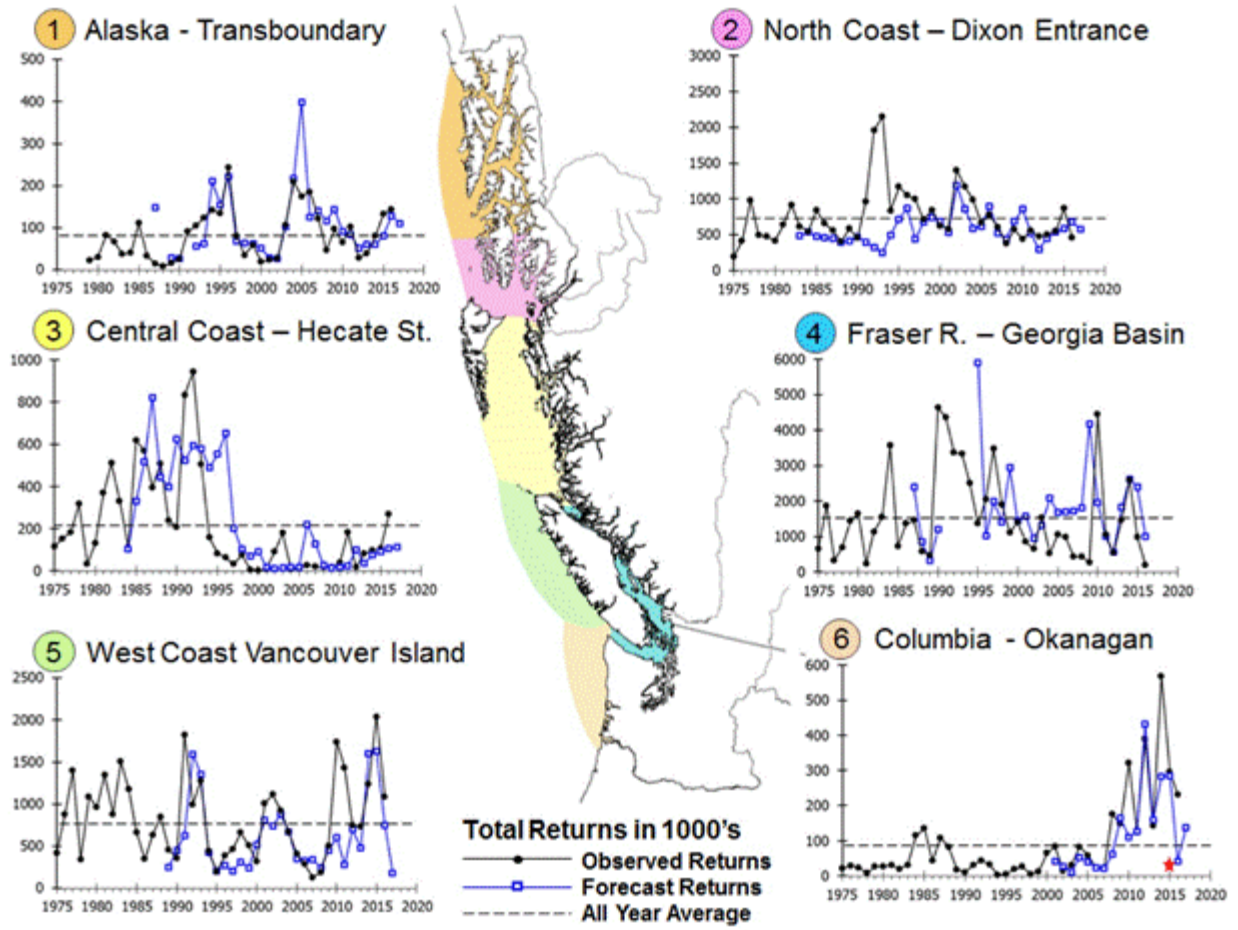 1 Alaska - Transboundary
500
400
300
200
100
0
1975 1980 1985 1990 1995 2000 2005 2010 2015 2020
2 North Coast – Dixon Entrance
3000
2500
2000
1500
1000
500
0
1975 1980 1985 1990 1995 2000 2005 2010 2015 2020
3 Central Coast – Hecate St.
1000
800
600
400
200
0
1975 1980 1985 1990 1995 2000 2005 2010 2015 2020
4 Fraser R. – Georgia Basin
6000
5000
4000
3000
2000
1000
0
1975 1980 1985 1990 1995 2000 2005 2010 2015 2020
5 West Coast Vancouver Island
2500
2000
1500
1000
500
0
1975 1980 1985 1990 1995 2000 2005 2010 2015 2020
6 Columbia - Okanagan
600
500
400
300
200
100
0
1975 1980 1985 1990 1995 2000 2005 2010 2015 2020
Total Returns in 1000's
Observed Returns
Forecast Returns
All Year Average